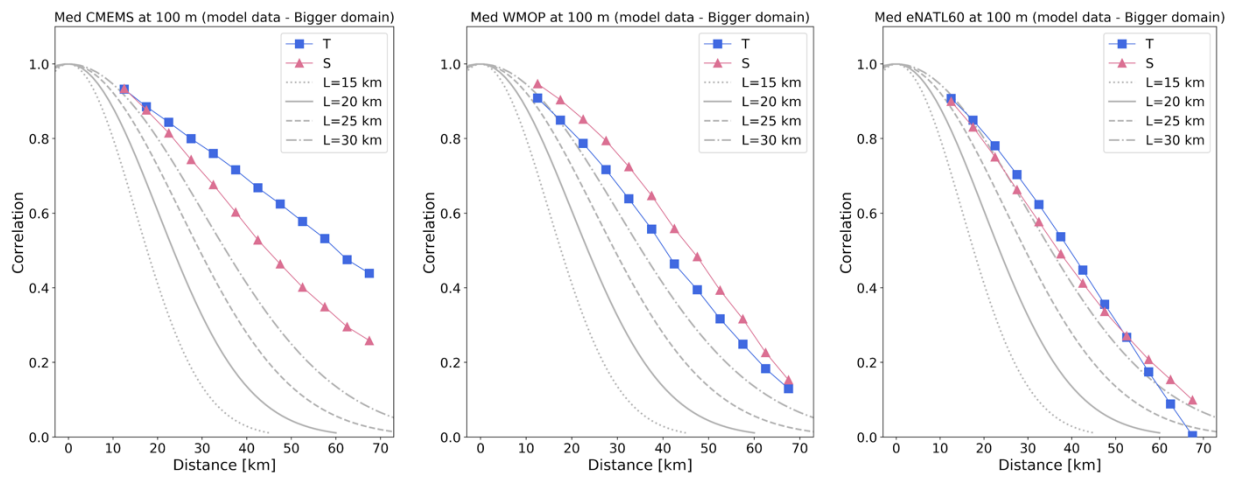 Med CMEMS at 100 m (model data - Bigger domain)
T
S
L=15 km
L=20 km
L=25 km
L=30 km
1.0
0.8
0.6
0.4
0.2
0.0
Correlation
0 10 20 30 40 50 60 70
Distance [km]
Med WMOP at 100 m (model data - Bigger domain)
T
S
L=15 km
L=20 km
L=25 km
L=30 km
1.0
0.8
0.6
0.4
0.2
0.0
Correlation
0 10 20 30 40 50 60 70
Distance [km]
Med eNATL60 at 100 m (model data - Bigger domain)
T
S
L=15 km
L=20 km
L=25 km
L=30 km
1.0
0.8
0.6
0.4
0.2
0.0
Correlation
0 10 20 30 40 50 60 70
Distance [km]